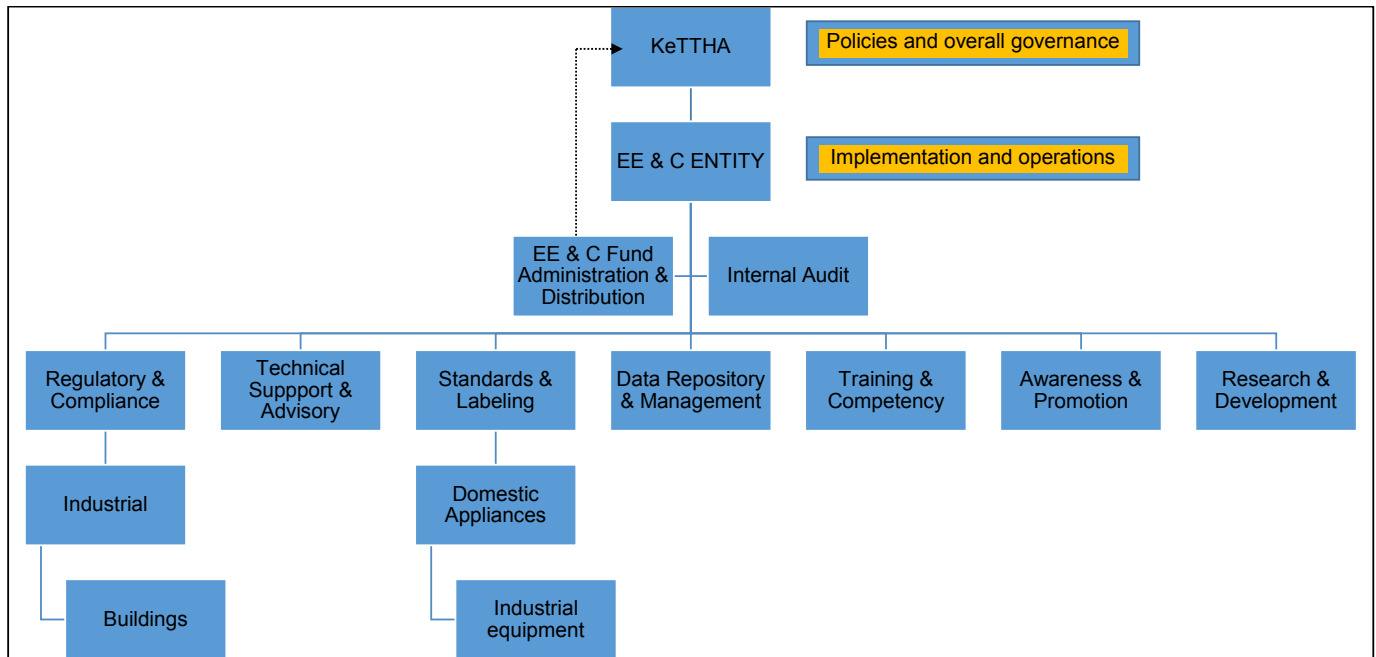 KeTTHA
Policies and overall governance
EE & C ENTITY
Implementation and operations
EE & C Fund
Administration &
Distribution
Internal Audit
Regulatory &
Compliance
Technical
Suppport &
Advisory
Standards &
Labeling
Data Repository
& Management
Training &
Competency
Awareness &
Promotion
Research &
Development
Industrial
Domestic
Appliances
Buildings
Industrial
equipment